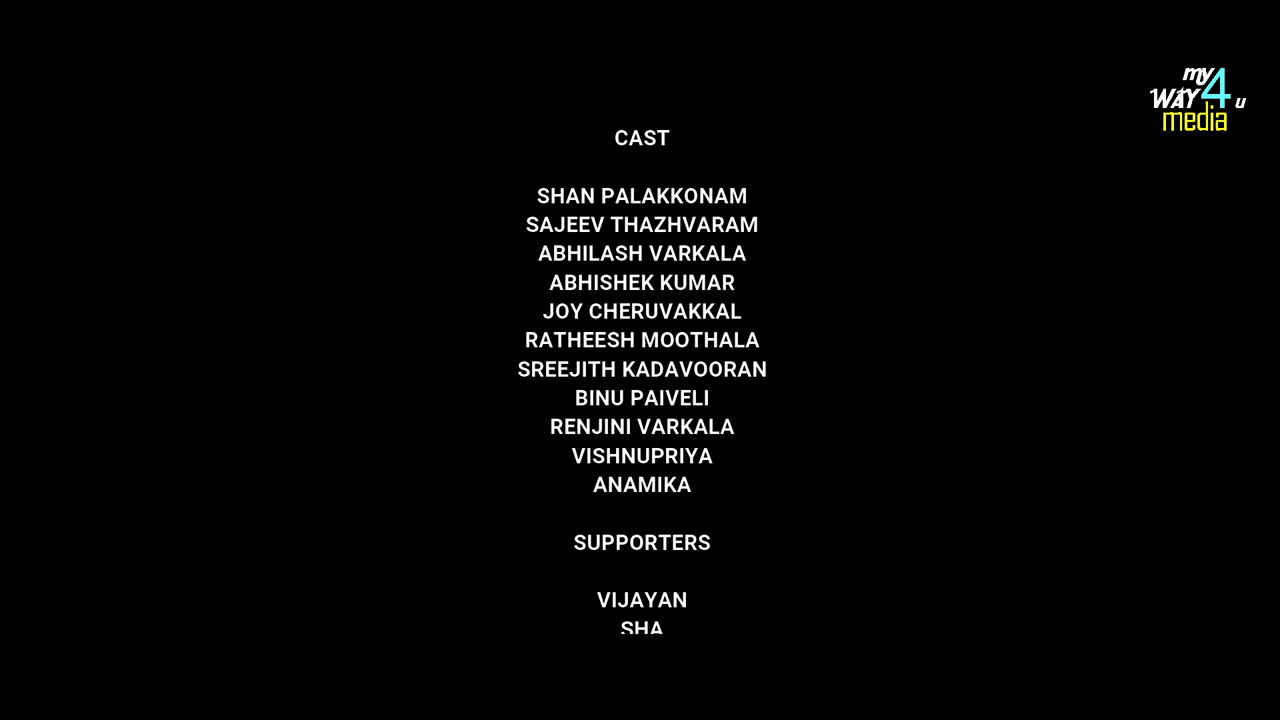 my
WAY 4 u
media
CAST
SHAN PALAKKONAM
SAJEEV THAZHVARAM
ABHILASH VARKALA
ABHISHEK KUMAR
JOY CHERUVAKKAL
RATHEESH MOOTHALA
SREEJITH KADAVOORAN
BINU PAIVELI
RENJINI VARKALA
VISHNUPRIYA
ANAMIKA
SUPPORTERS
VIJAYAN
SHA